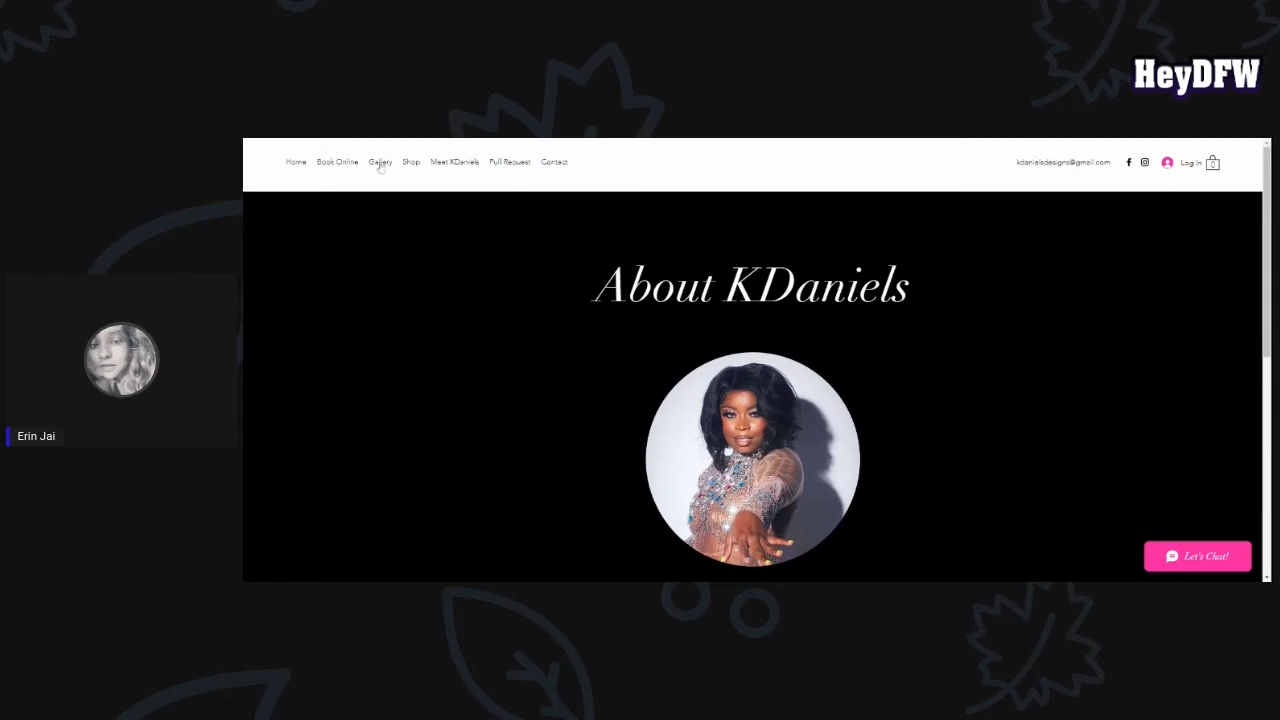 HeyDFW
Home Book Online Gallery Shop Meet KDaniels Pull Request Contact kdanielsdesigns@gmail.com Log In 0
About KDaniels
Erin Jai
Let's Chat!